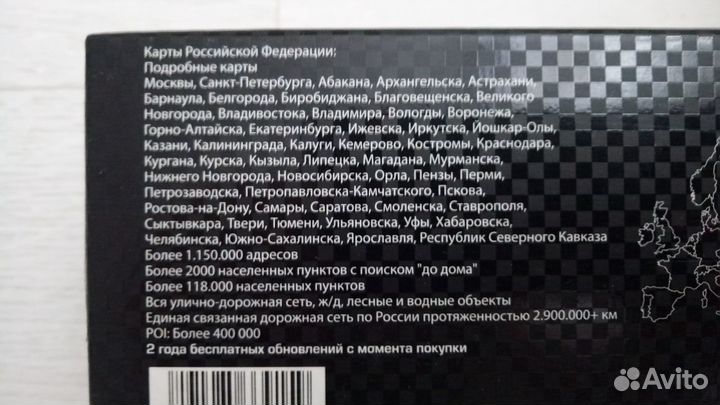 Карты Российской Федерации:
Подробные карты
Москвы, Санкт-Петербурга, Абакана, Архангельска, Астрахани,
Барнаула, Белгорода, Биробиджана, Благовещенска, Великого
Новгорода, Владивостока, Владимира, Вологды, Воронежа,
Горно-Алтайска, Екатеринбурга, Ижевска, Иркутска, Йошкар-Олы,
Казани, Калининграда, Калуги, Кемерово, Костромы, Краснодара,
Кургана, Курска, Кызыла, Липецка, Магадана, Мурманска,
Нижнего Новгорода, Новосибирска, Орла, Пензы, Перми,
Петрозаводска, Петропавловска-Камчатского, Пскова,
Ростова-на-Дону, Самары, Саратова, Смоленска, Ставрополя,
Сыктывкара, Твери, Тюмени, Ульяновска, Уфы, Хабаровска,
Челябинска, Южно-Сахалинска, Ярославля, Республик Северного Кавказа
Более 1.150.000 адресов
Более 2000 населенных пунктов с поиском "до дома"
Более 118.000 населенных пунктов
Вся улично-дорожная сеть, ж/д, лесные и водные объекты
Единая связанная дорожная сеть по России протяженностью 2.900.000+ км
POI: Более 400 000
2 года бесплатных обновлений с момента покупки
Avito